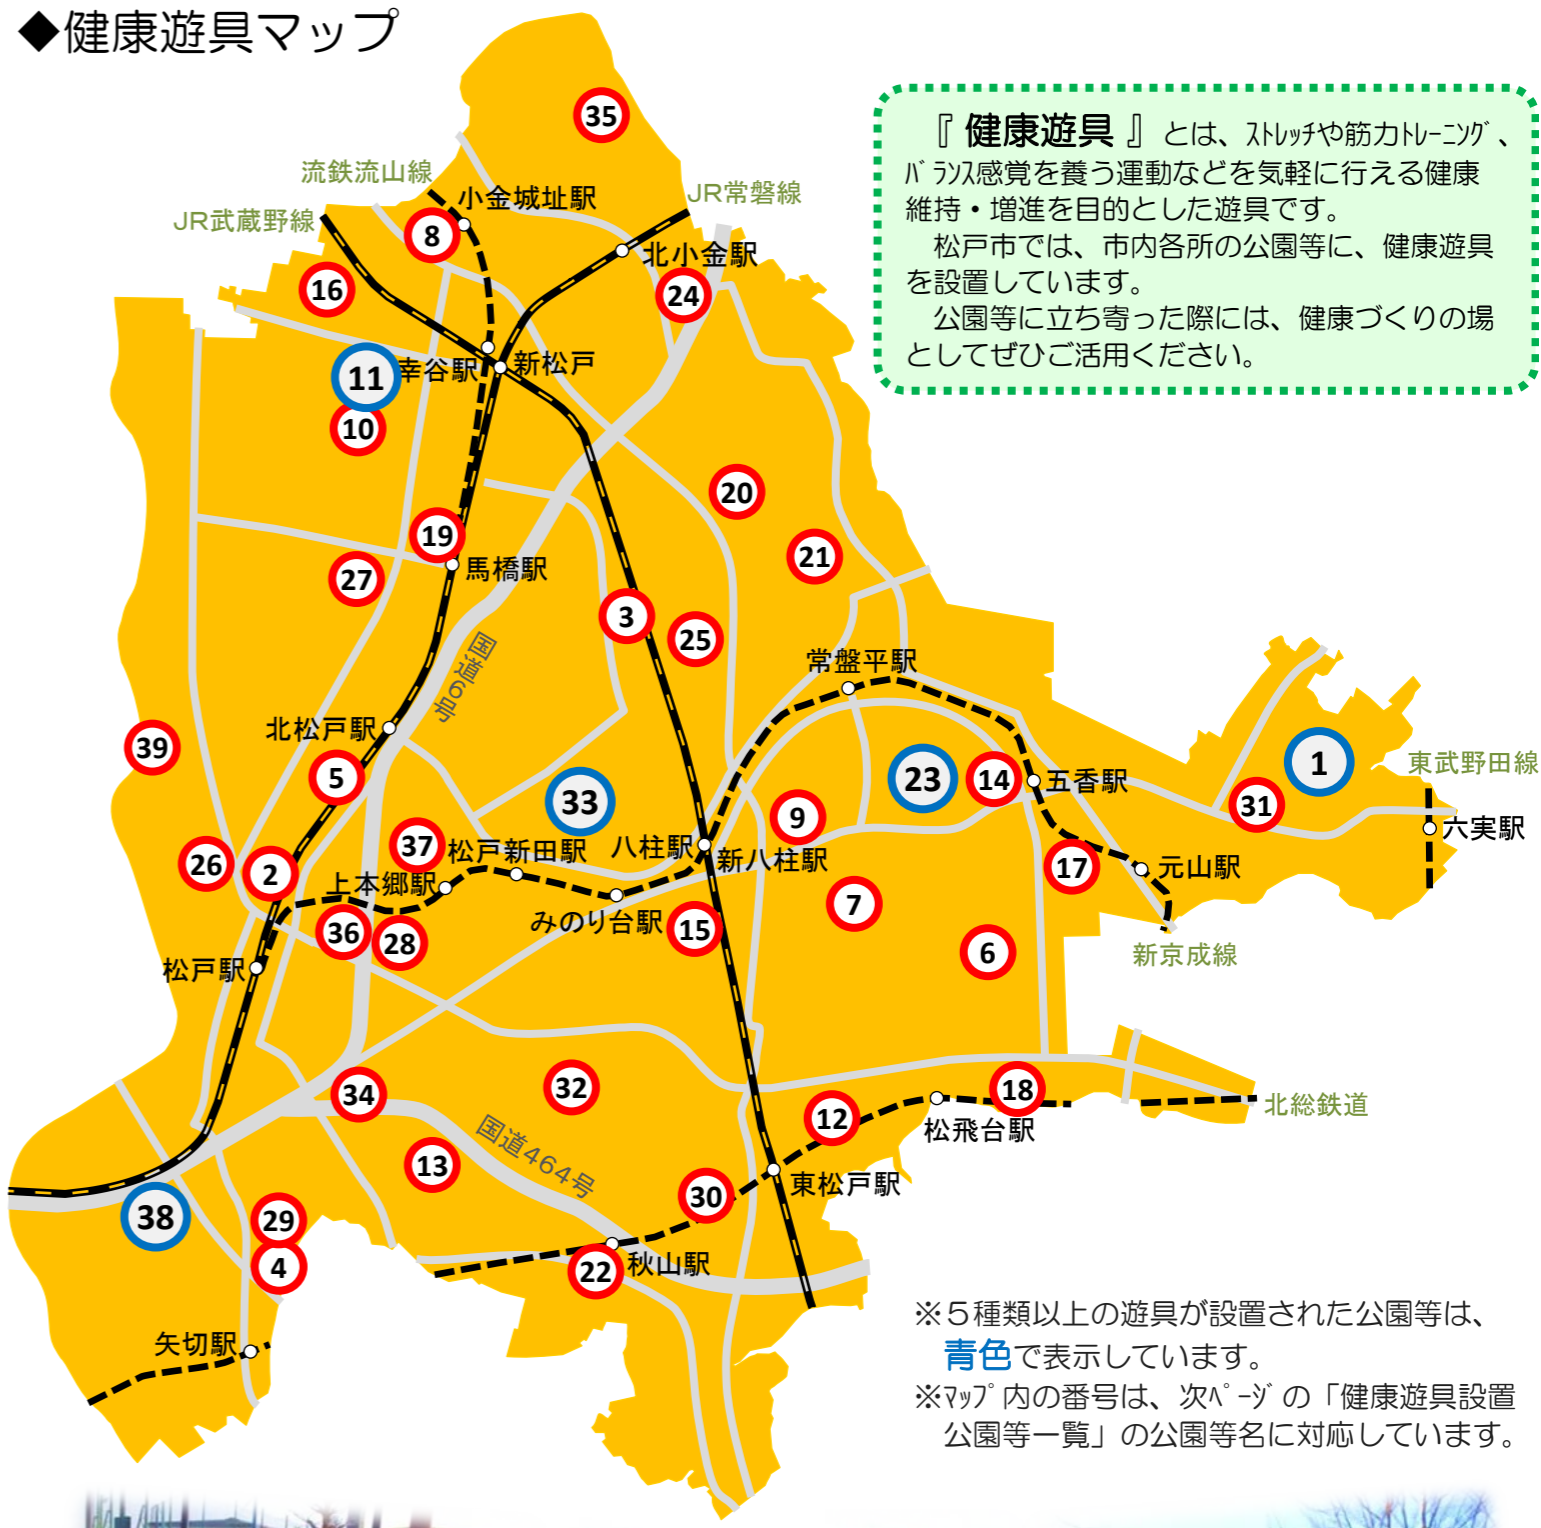 ◆健康遊具マップ
『 健康遊具 』とは、ｽﾄﾚｯﾁや筋力ﾄﾚｰﾆﾝｸﾞ、
ﾊﾞﾗﾝｽ感覚を養う運動などを気軽に行える健康
維持・増進を目的とした遊具です。
松戸市では、市内各所の公園等に、健康遊具
を設置しています。
公園等に立ち寄った際には、健康づくりの場
としてぜひご活用ください。
35
流鉄流山線
小金城址駅
JR常磐線
JR武蔵野線
8
北小金駅
16
24
11
幸谷駅
新松戸
10
20
19
21
馬橋駅
27
3
25
国道6号
常盤平駅
北松戸駅
39
5
33
23
14
五香駅
1
東武野田線
31
六実駅
9
37
松戸新田駅
八柱駅
新八柱駅
26
2
上本郷駅
17
元山駅
みのり台駅
7
36
28
15
6
新京成線
松戸駅
34
32
18
12
松飛台駅
北総鉄道
国道464号
13
30
東松戸駅
38
29
4
22
秋山駅
矢切駅
※５種類以上の遊具が設置された公園等は、
青色で表示しています。
※ﾏｯﾌﾟ内の番号は、次ﾍﾟｰｼﾞの「健康遊具設置
公園等一覧」の公園等名に対応しています。